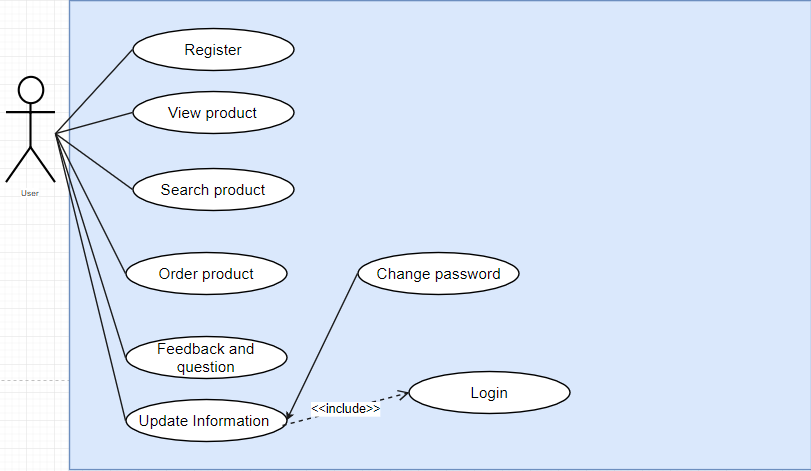 Register
View product
User
Search product
Order product
Change password
Feedback and
question
Login
<<include>>
Update Information